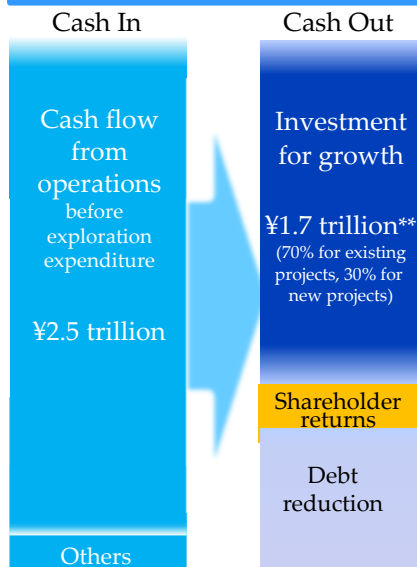 Cash In
Cash Out
Cash flow
from
operations
before
exploration
expenditure
¥2.5 trillion
Others
Investment
for growth
¥1.7 trillion**
(70% for existing
projects, 30% for
new projects)
Shareholder
returns
Debt
reduction